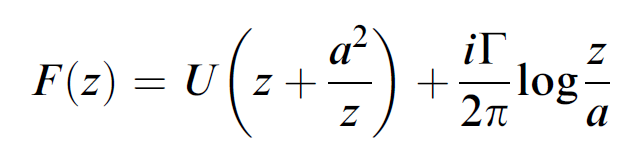 F(z) = U(z + a²/z) + iΓ/2π log z/a